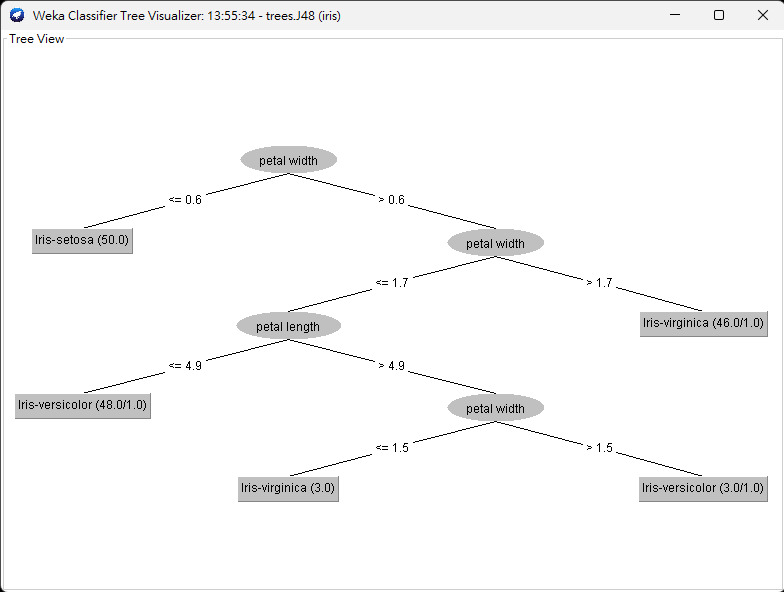 Weka Classifier Tree Visualizer: 13:55:34 - trees.J48 (iris)
Tree View
petal width
<= 0.6
> 0.6
Iris-setosa (50.0)
petal width
<= 1.7
> 1.7
petal length
Iris-virginica (46.0/1.0)
<= 4.9
> 4.9
Iris-versicolor (48.0/1.0)
petal width
<= 1.5
> 1.5
Iris-virginica (3.0)
Iris-versicolor (3.0/1.0)